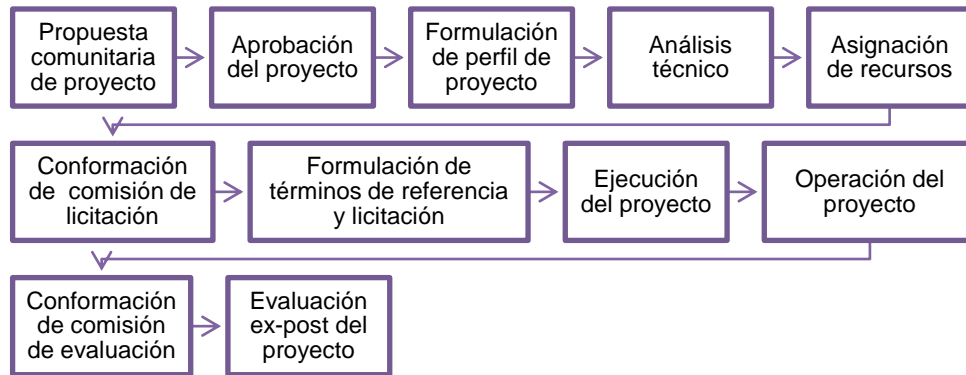 Propuesta
comunitaria
de proyecto
Aprobación
del proyecto
Formulación
de perfil de
proyecto
Análisis
técnico
Asignación
de recursos
Conformación
de comisión de
licitación
Formulación de
términos de referencia
y licitación
Ejecución
del proyecto
Operación del
proyecto
Conformación
de comisión
de evaluación
Evaluación
ex-post del
proyecto